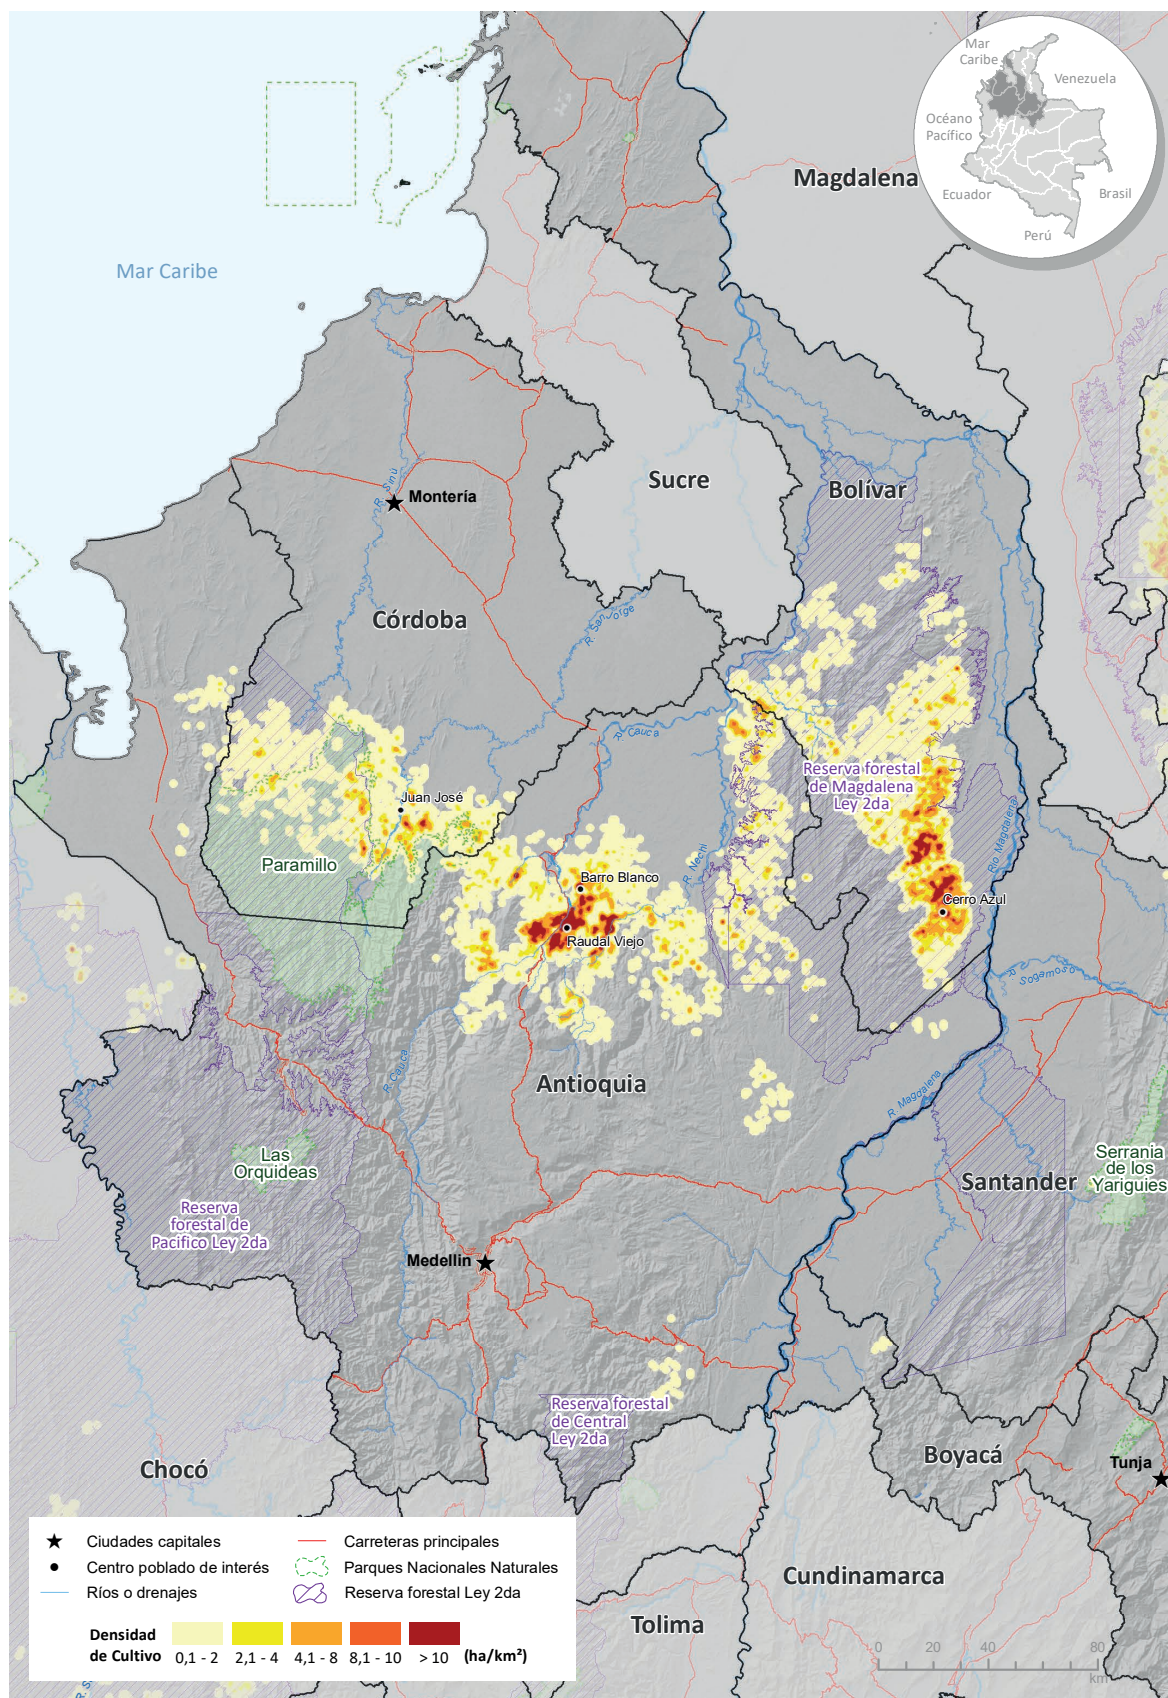 Mar
Caribe
Venezuela
Océano
Pacífico
Ecuador
Brasil
Perú
Magdalena
Mar Caribe
Sucre
Bolívar
R. Sinú
Montería
Córdoba
R. San Jorge
R. Cauca
Reserva forestal
de Magdalena
Ley 2da
Juan José
Río Magdalena
Paramillo
R. Nechí
Barro Blanco
Cerro Azul
Raudal Viejo
R. Sogamoso
R. Cauca
Antioquia
R. Magdalena
Las
Orquideas
Serrania
de los
Yariguies
Santander
Reserva
forestal de
Pacifico Ley 2da
Medellin
Reserva forestal
de Central
Ley 2da
Boyacá
Tunja
Chocó
Cundinamarca
Tolima
Ciudades capitales
Carreteras principales
Centro poblado de interés
Parques Nacionales Naturales
Ríos o drenajes
Reserva forestal Ley 2da
Densidad
de Cultivo
0,1 - 2
2,1 - 4
4,1 - 8
8,1 - 10
> 10
(ha/km²)
0 20 40 80
km